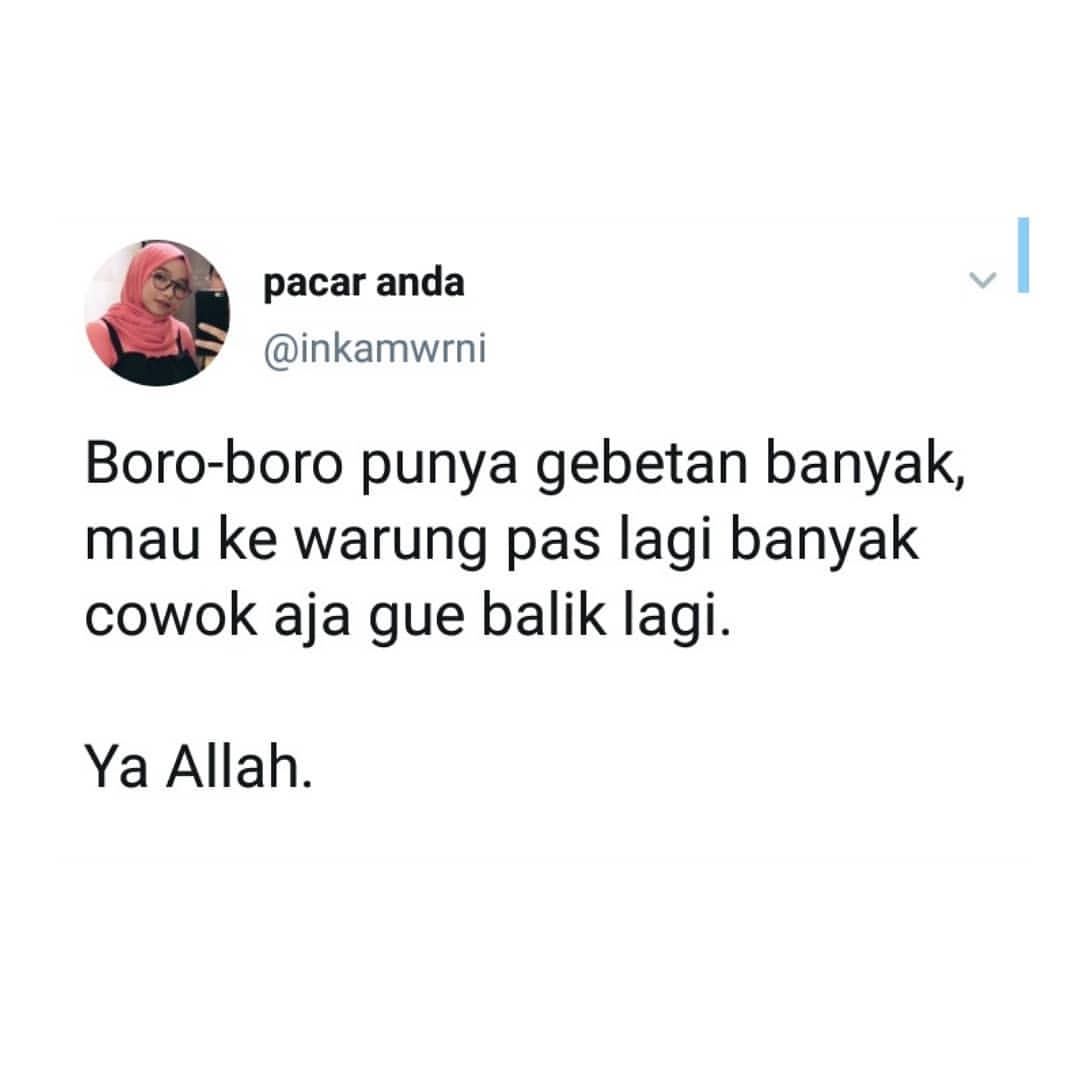 pacar anda
@inkamwrni
Boro-boro punya gebetan banyak,
mau ke warung pas lagi banyak
cowok aja gue balik lagi.
Ya Allah.